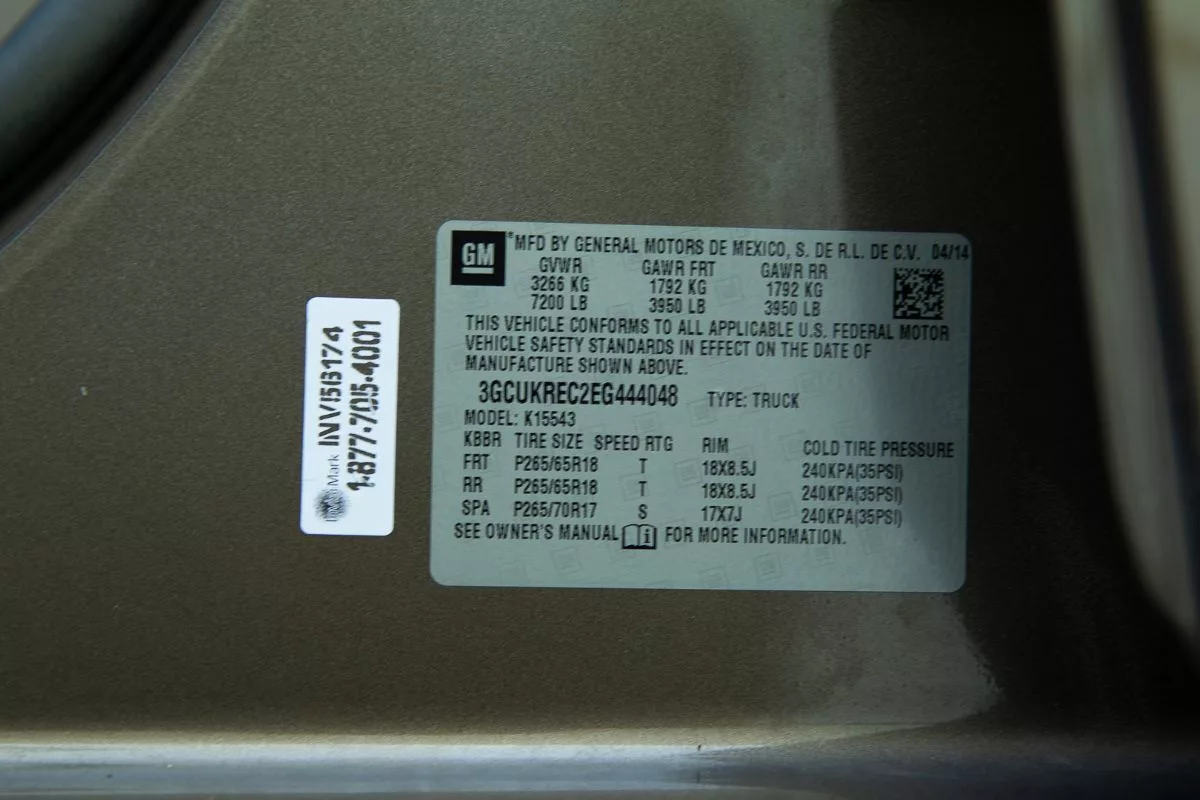 GM
®MFD BY GENERAL MOTORS DE MEXICO, S. DE R.L. DE C.V. 04/14
GVWR GAWR FRT GAWR RR
3266 KG 1792 KG 1792 KG
7200 LB 3950 LB 3950 LB
THIS VEHICLE CONFORMS TO ALL APPLICABLE U.S. FEDERAL MOTOR
VEHICLE SAFETY STANDARDS IN EFFECT ON THE DATE OF
MANUFACTURE SHOWN ABOVE.
3GCUKREC2EG444048 TYPE: TRUCK
MODEL: K15543
KBBR TIRE SIZE SPEED RTG RIM COLD TIRE PRESSURE
FRT P265/65R18 T 18X8.5J 240KPA(35PSI)
RR P265/65R18 T 18X8.5J 240KPA(35PSI)
SPA P265/70R17 S 17X7J 240KPA(35PSI)
SEE OWNER'S MANUAL FOR MORE INFORMATION.
Mark INV5B174
1-877-705-4001